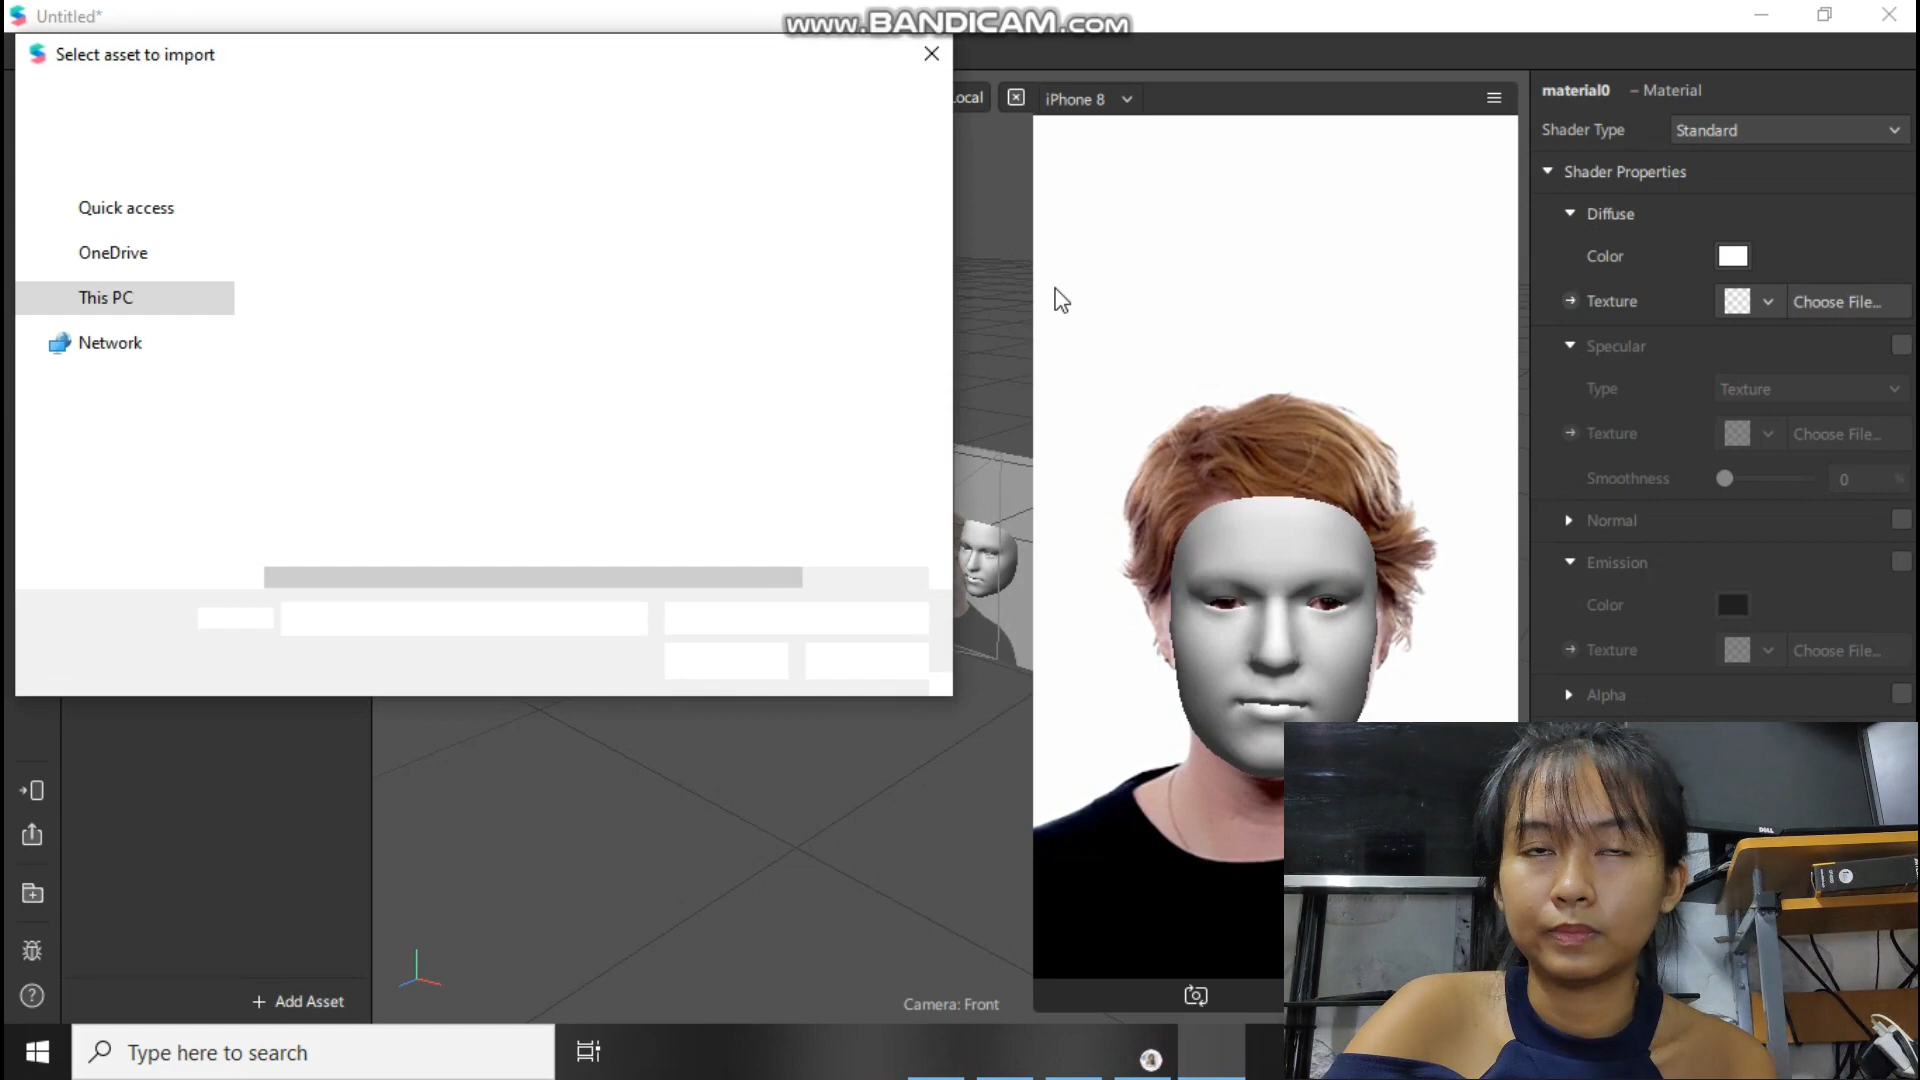 Untitled*
www.BANDICAM.com
Select asset to import
Quick access
OneDrive
This PC
Network
Local
iPhone 8
material0 – Material
Shader Type Standard
Shader Properties
Diffuse
Color
Texture Choose File...
Specular
Type Texture
Texture Choose File...
Smoothness 0 %
Normal
Emission
Color
Texture Choose File...
Alpha
DELL
+ Add Asset
Camera: Front
Type here to search